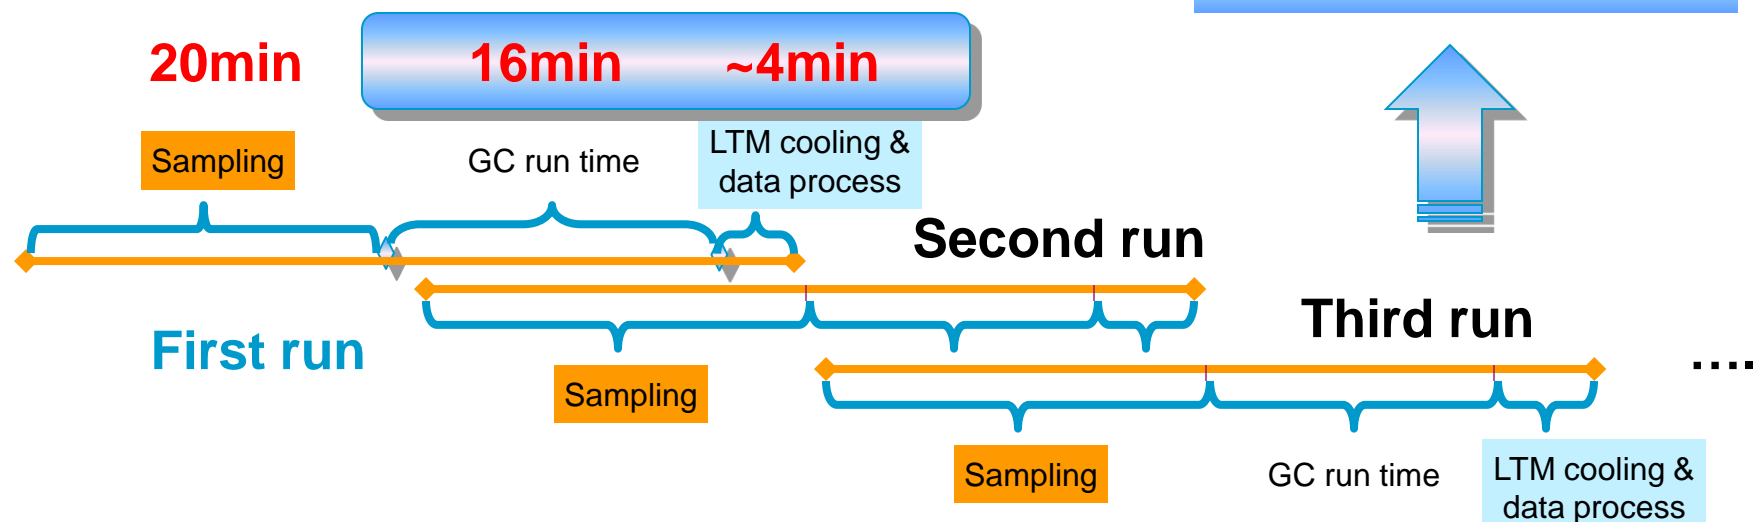 20min
16min
~4min
Sampling
GC run time
LTM cooling &
data process
Second run
First run
Third run
.....
Sampling
Sampling
GC run time
LTM cooling &
data process